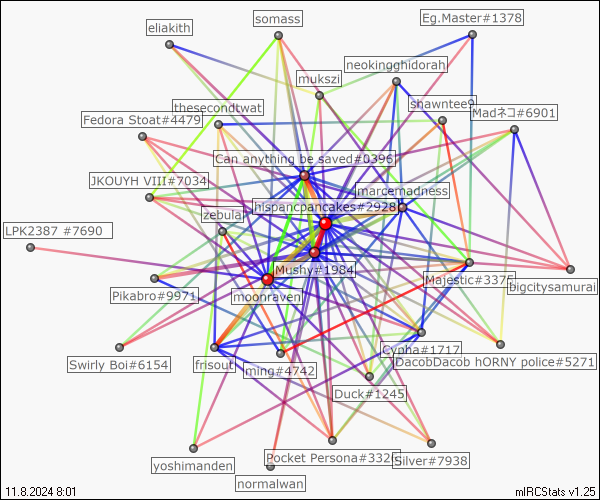 somass
Eg.Master#1378
eliakith
neokingghidorah
mukszi
thesecondtwat
shawntee9
Madネコ#6901
Fedora Stoat#4479
Can anything be saved#0396
JKOUYH VIII#7034
marcemadness
hispancpancakes#2928
zebula
LPK2387 #7690
Mushy#1984
Majestic#3375
bigcitysamurai
Pikabro#9971
moonraven
Cypha#1717
Swirly Boi#6154
frisout
ming#4742
DacobDacob hORNY police#5271
Duck#1245
yoshimanden
Pocket Persona#332
Silver#7938
normalwan
11.8.2024 8:01
mIRCStats v1.25